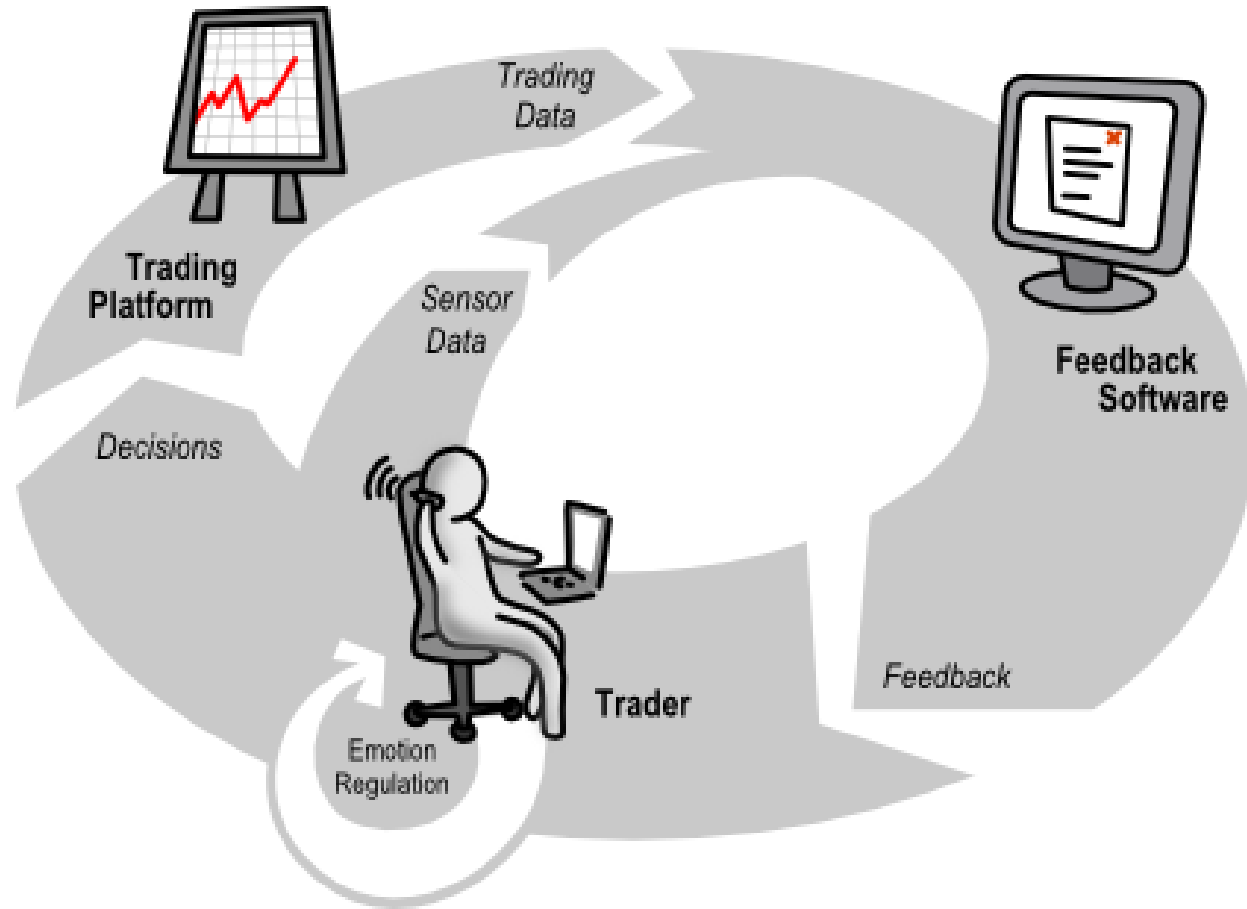 Trading
Data
Trading
Platform
Sensor
Data
Feedback
Software
Decisions
Feedback
Trader
Emotion
Regulation